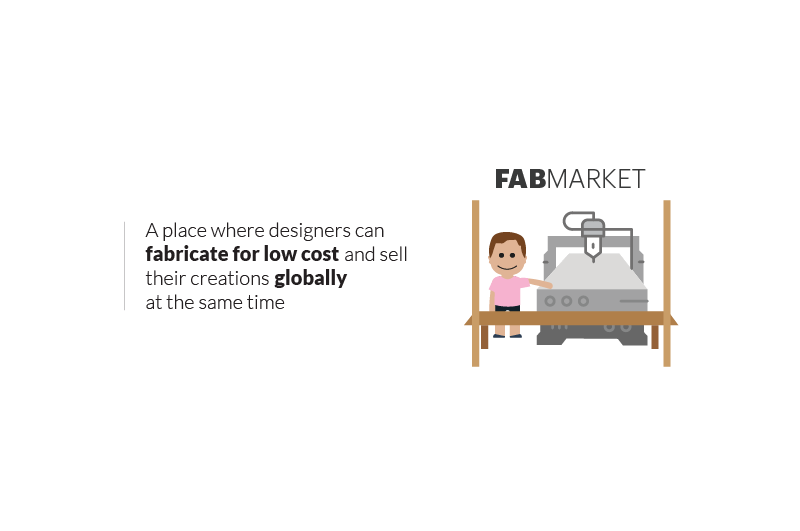 FABMARKET
A place where designers can
fabricate for low cost and sell
their creations globally
at the same time